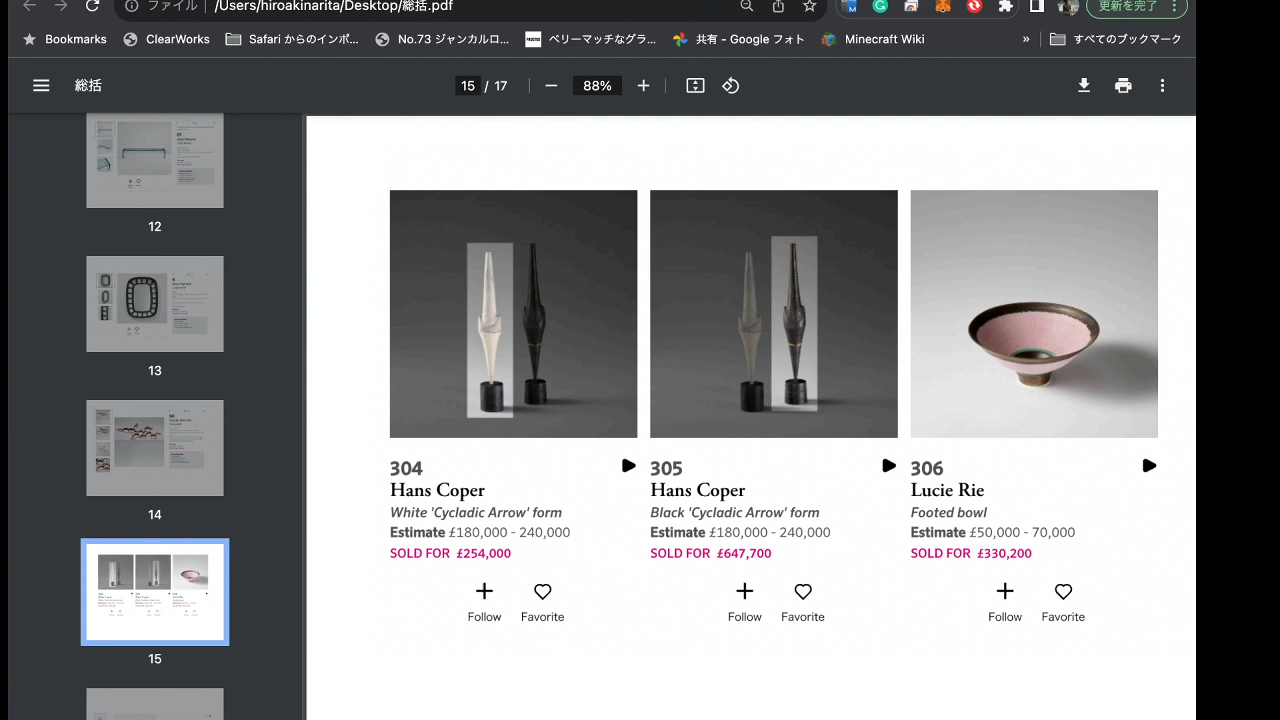 ファイル /Users/hiroakinarita/Desktop/総括.pdf
更新を完了
Bookmarks ClearWorks Safari からのインポ... No.73 ジャンカルロ... ベリーマッチなグラ... 共有 - Google フォト Minecraft Wiki » すべてのブックマーク
総括 15 / 17 88%
12
13
14
15
304 305 306
Hans Coper Hans Coper Lucie Rie
White 'Cycladic Arrow' form Black 'Cycladic Arrow' form Footed bowl
Estimate £180,000 - 240,000 Estimate £180,000 - 240,000 Estimate £50,000 - 70,000
SOLD FOR £254,000 SOLD FOR £647,700 SOLD FOR £330,200
Follow Favorite Follow Favorite Follow Favorite